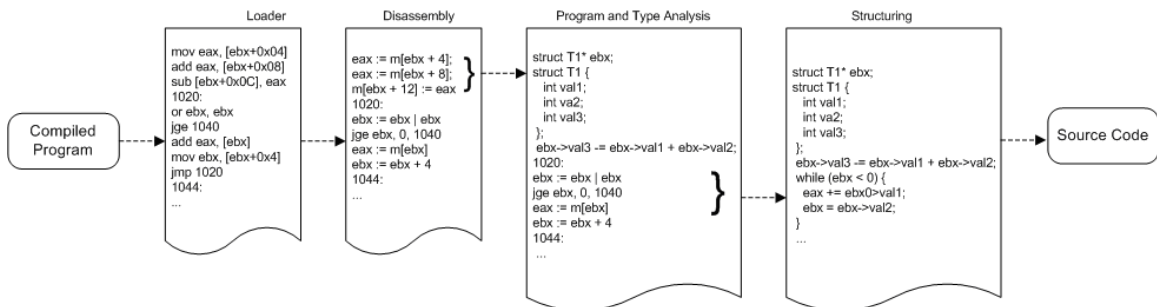 Loader
Disassembly
Program and Type Analysis
Structuring
Compiled
Program
mov eax, [ebx+0x04]
add eax, [ebx+0x08]
sub [ebx+0x0C], eax
1020:
or ebx, ebx
jge 1040
add eax, [ebx]
mov ebx, [ebx+0x4]
jmp 1020
1044:
...
eax := m[ebx + 4];
eax := m[ebx + 8];
m[ebx + 12] := eax
1020:
ebx := ebx | ebx
jge ebx, 0, 1040
eax := m[ebx]
ebx := ebx + 4
1044:
...
}
struct T1* ebx;
struct T1 {
int val1;
int va2;
int val3;
};
ebx->val3 -= ebx->val1 + ebx->val2;
1020:
ebx := ebx | ebx
jge ebx, 0, 1040
eax := m[ebx]
ebx := ebx + 4
1044:
...
}
struct T1* ebx;
struct T1 {
int val1;
int va2;
int val3;
};
ebx->val3 -= ebx->val1 + ebx->val2;
while (ebx < 0) {
eax += ebx0>val1;
ebx = ebx->val2;
}
...
Source Code